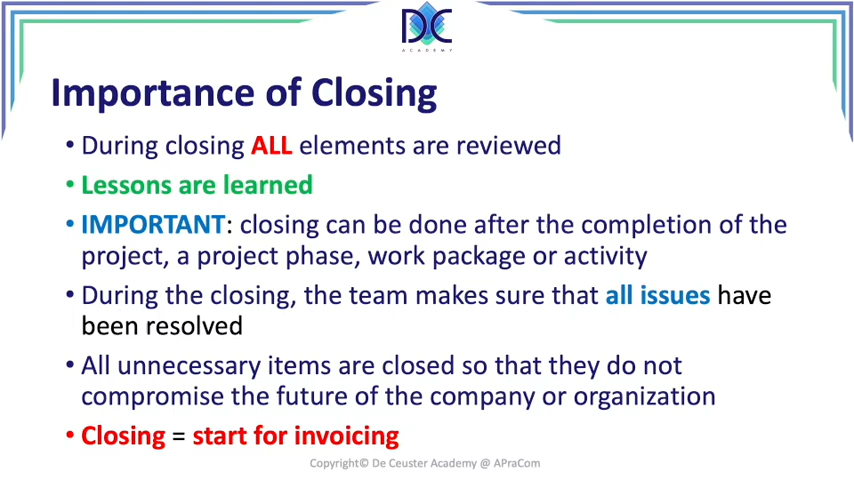 DC
ACADEMY
Importance of Closing
• During closing ALL elements are reviewed
• Lessons are learned
• IMPORTANT: closing can be done after the completion of the
project, a project phase, work package or activity
• During the closing, the team makes sure that all issues have
been resolved
• All unnecessary items are closed so that they do not
compromise the future of the company or organization
• Closing = start for invoicing
Copyright© De Ceuster Academy @ APraCom